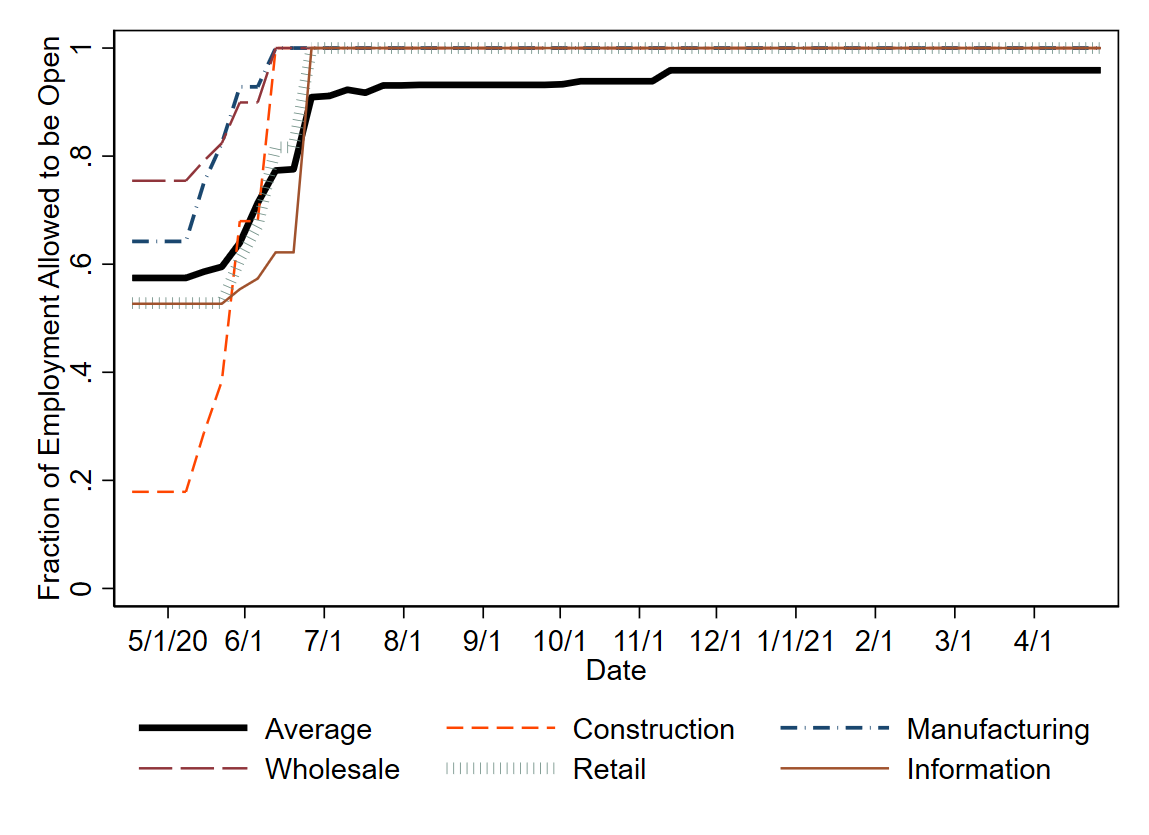 Fraction of Employment Allowed to be Open
1
.8
.6
.4
.2
0
5/1/20 6/1 7/1 8/1 9/1 10/1 11/1 12/1 1/1/21 2/1 3/1 4/1
Date
Average Construction Manufacturing
Wholesale Retail Information